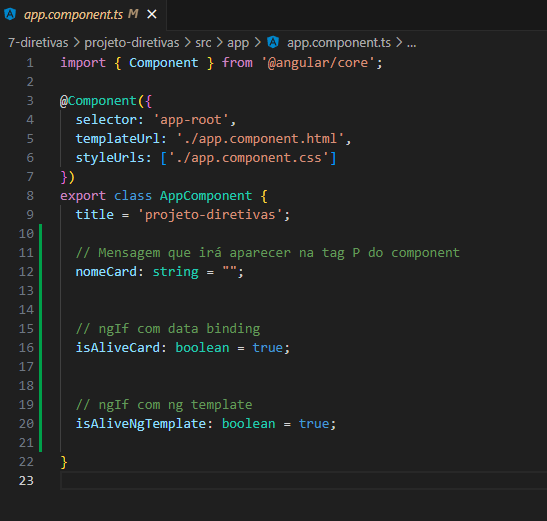 app.component.ts M ✕
7-diretivas > projeto-diretivas > src > app > app.component.ts > ...
1 import { Component } from '@angular/core';
2
3 @Component({
4   selector: 'app-root',
5   templateUrl: './app.component.html',
6   styleUrls: ['./app.component.css']
7 })
8 export class AppComponent {
9   title = 'projeto-diretivas';
10
11   // Mensagem que irá aparecer na tag P do component
12   nomeCard: string = "";
13
14
15   // ngIf com data binding
16   isAliveCard: boolean = true;
17
18
19   // ngIf com ng template
20   isAliveNgTemplate: boolean = true;
21
22 }
23